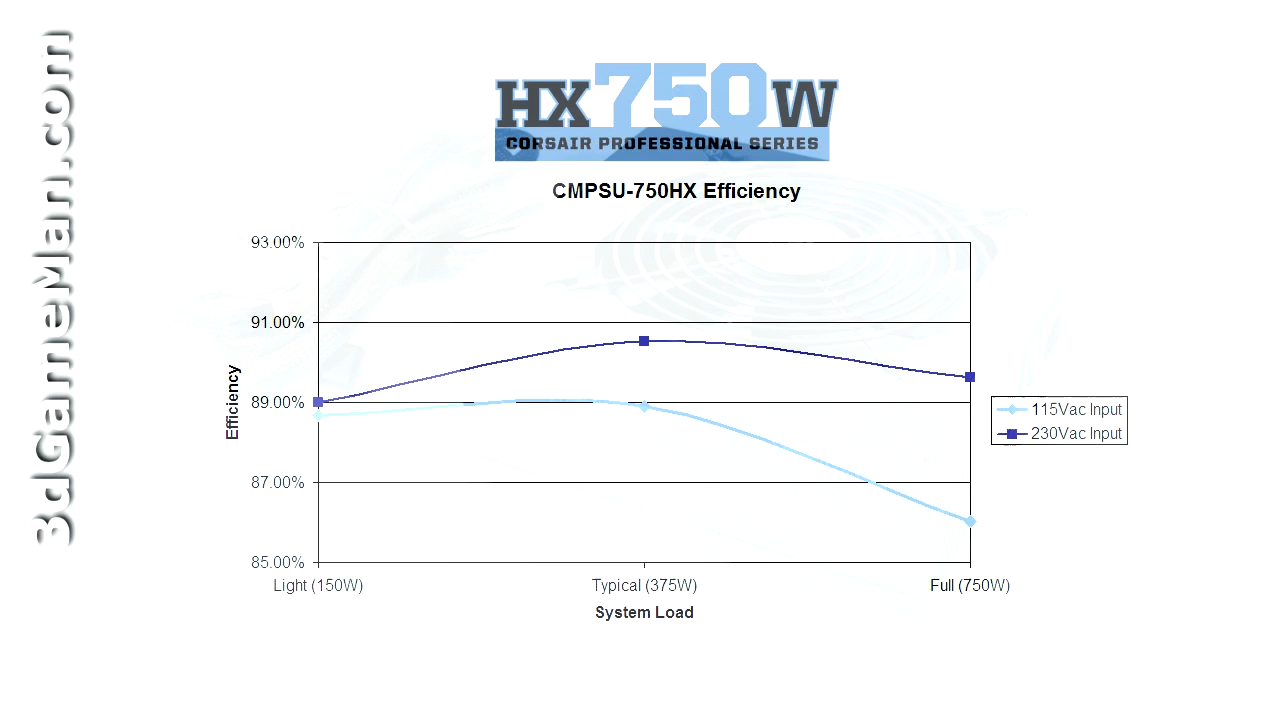 3dGameMan.com
HX750W
CORSAIR PROFESSIONAL SERIES
CMPSU-750HX Efficiency
93.00%
91.00%
89.00%
87.00%
85.00%
Efficiency
Light (150W)
Typical (375W)
Full (750W)
System Load
115Vac Input
230Vac Input